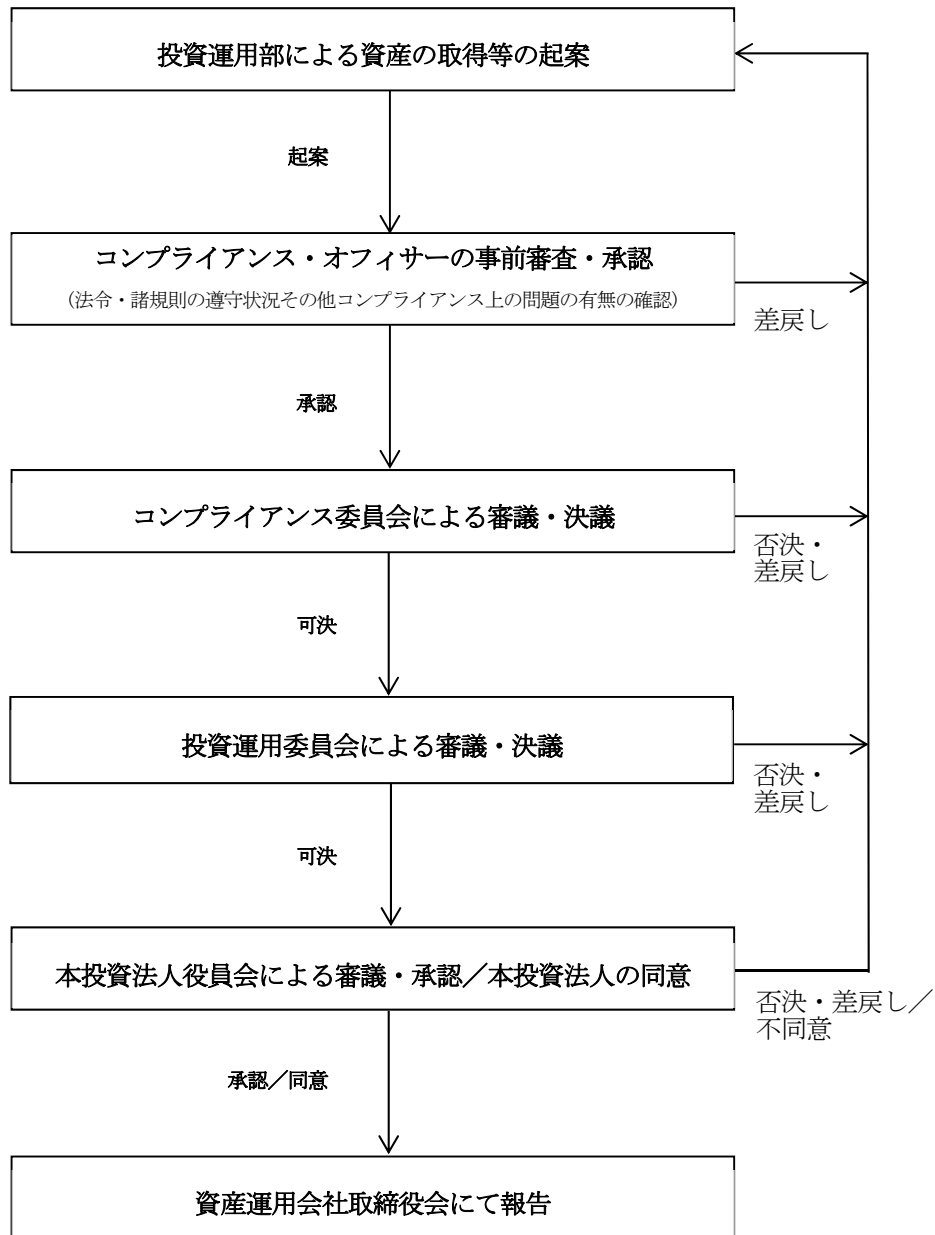 投資運用部による資産の取得等の起案
起案
コンプライアンス・オフィサーの事前審査・承認
（法令・諸規則の遵守状況その他コンプライアンス上の問題の有無の確認）
差戻し
承認
コンプライアンス委員会による審議・決議
否決・
差戻し
可決
投資運用委員会による審議・決議
否決・
差戻し
可決
本投資法人役員会による審議・承認／本投資法人の同意
否決・差戻し／
不同意
承認／同意
資産運用会社取締役会にて報告